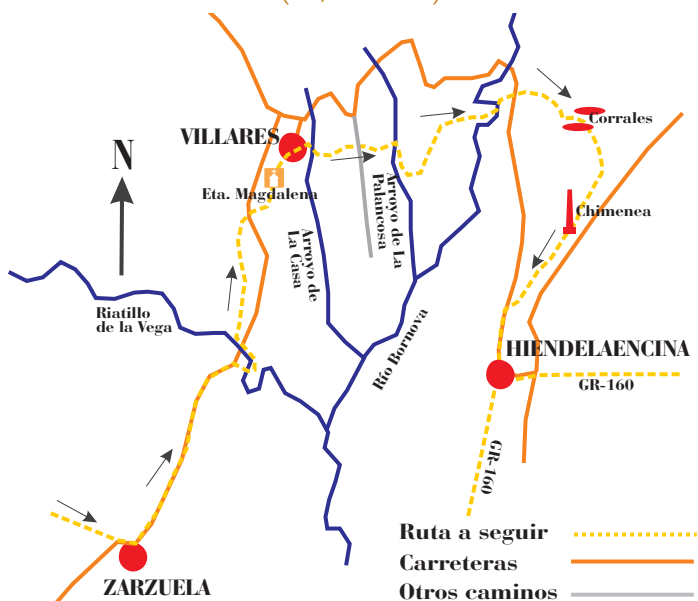 VILLARES
N
Eta. Magdalena
Corrales
Chimenea
Arroyo de La
Palancosa
Arroyo de
La Casa
Riatillo
de la Vega
Río Bornova
HIENDELAENCINA
GR-160
GR-160
ZARZUELA
Ruta a seguir
Carreteras
Otros caminos